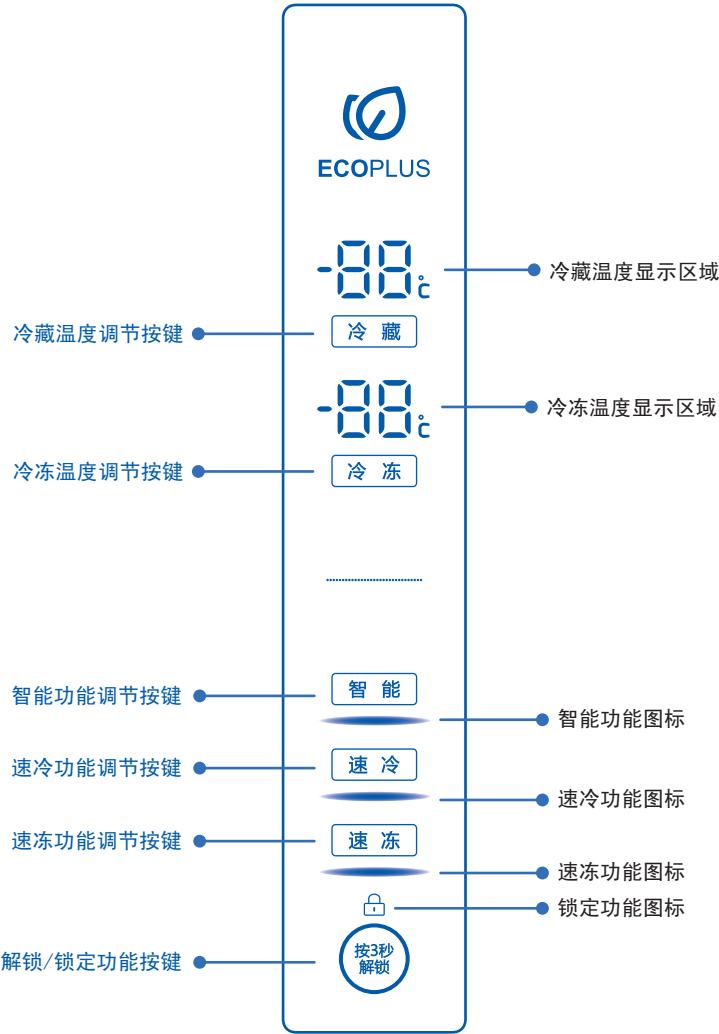 ECOPLUS
-88℃
冷藏温度显示区域
冷藏
冷藏温度调节按键
-88℃
冷冻温度显示区域
冷冻
冷冻温度调节按键
智能
智能功能调节按键
智能功能图标
速冷
速冷功能调节按键
速冷功能图标
速冻
速冻功能调节按键
速冻功能图标
锁定功能图标
按3秒
解锁
解锁/锁定功能按键